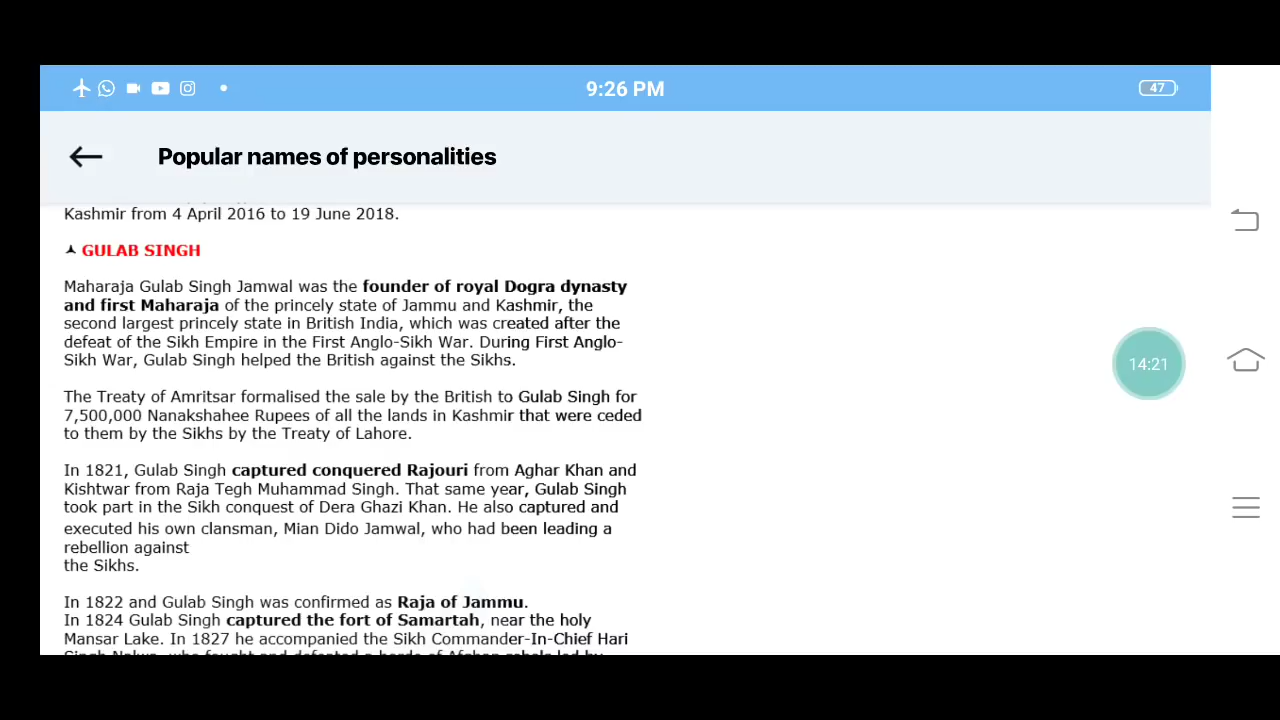 9:26 PM
47
Popular names of personalities
Kashmir from 4 April 2016 to 19 June 2018.
GULAB SINGH
Maharaja Gulab Singh Jamwal was the founder of royal Dogra dynasty
and first Maharaja of the princely state of Jammu and Kashmir, the
second largest princely state in British India, which was created after the
defeat of the Sikh Empire in the First Anglo-Sikh War. During First Anglo-
Sikh War, Gulab Singh helped the British against the Sikhs.
The Treaty of Amritsar formalised the sale by the British to Gulab Singh for
7,500,000 Nanakshahee Rupees of all the lands in Kashmir that were ceded
to them by the Sikhs by the Treaty of Lahore.
In 1821, Gulab Singh captured conquered Rajouri from Aghar Khan and
Kishtwar from Raja Tegh Muhammad Singh. That same year, Gulab Singh
took part in the Sikh conquest of Dera Ghazi Khan. He also captured and
executed his own clansman, Mian Dido Jamwal, who had been leading a
rebellion against
the Sikhs.
In 1822 and Gulab Singh was confirmed as Raja of Jammu.
In 1824 Gulab Singh captured the fort of Samartah, near the holy
Mansar Lake. In 1827 he accompanied the Sikh Commander-In-Chief Hari
14:21